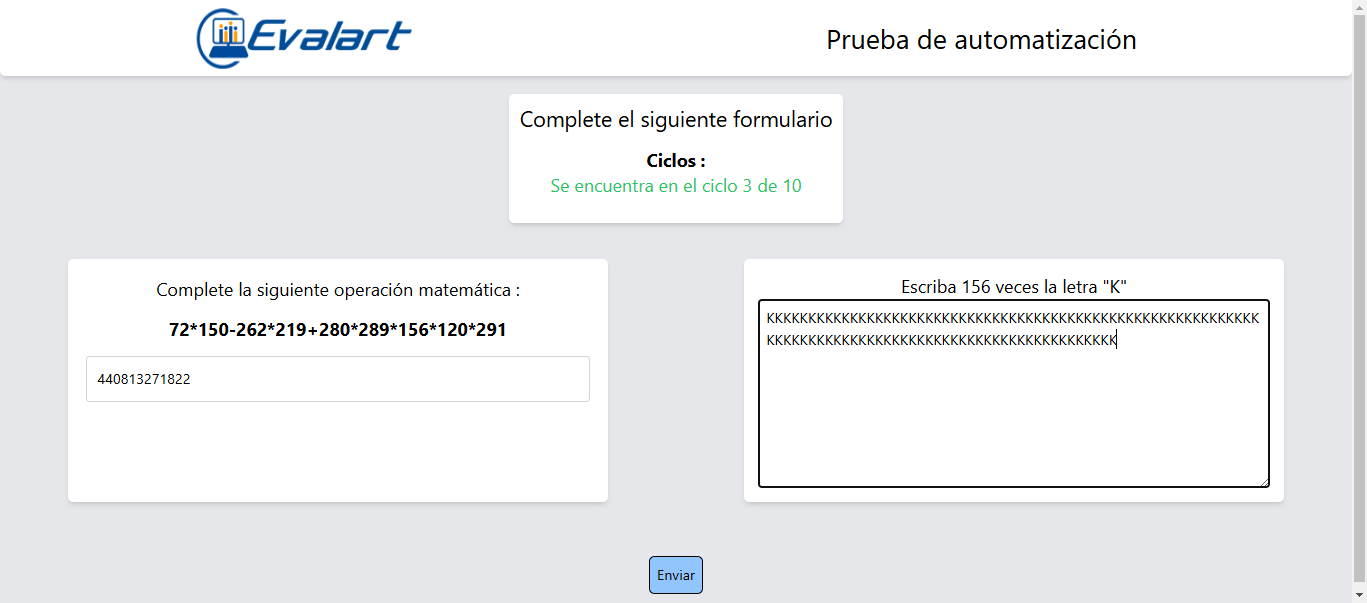 Evalart
Prueba de automatización
Complete el siguiente formulario
Ciclos :
Se encuentra en el ciclo 3 de 10
Complete la siguiente operación matemática :
72*150-262*219+280*289*156*120*291
440813271822
Escriba 156 veces la letra "K"
KKKKKKKKKKKKKKKKKKKKKKKKKKKKKKKKKKKKKKKKKKKKKKKKKKKKKKKKKKK
KKKKKKKKKKKKKKKKKKKKKKKKKKKKKKKKKKKKKKKKKK
Enviar